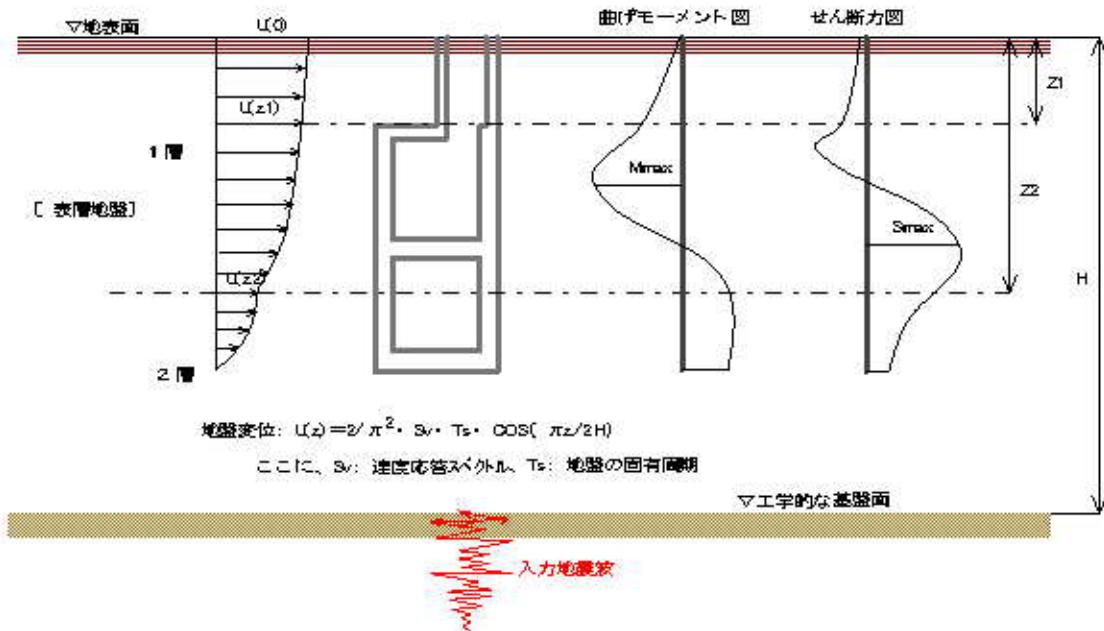 ▽地表面
U(0)
曲げモーメント図
せん断力図
Z1
U(z1)
1 層
Mmax
Z2
[ 表層地盤]
Smax
U(z2)
H
2 層
地盤変位: U(z)=2/π²・Sv・Ts・COS( πz/2H)
ここに、Sv: 速度応答スペクトル、Ts: 地盤の固有周期
▽工学的な基盤面
入力地震波